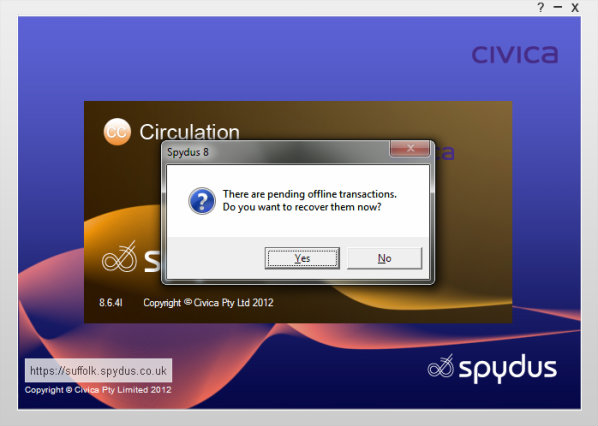 ? – X
CIVICA
CC Circulation
ca
Spydus 8
X
There are pending offline transactions.
Do you want to recover them now?
Yes
No
s
8.6.4I Copyright © Civica Pty Ltd 2012
https://suffolk.spydus.co.uk
spydus
Copyright © Civica Pty Limited 2012